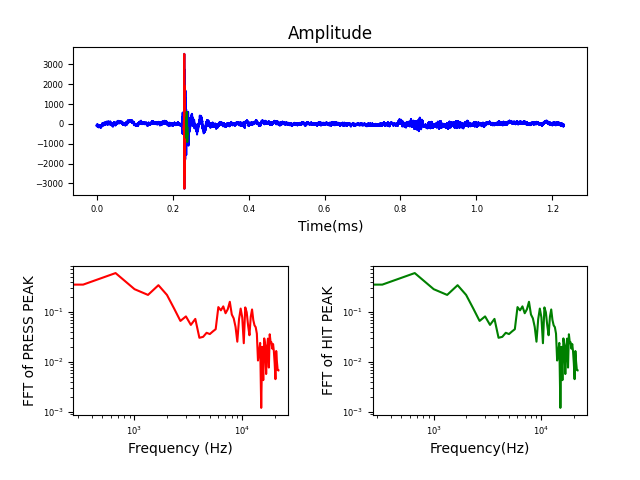 Amplitude
3000
2000
1000
0
−1000
−2000
−3000
0.0 0.2 0.4 0.6 0.8 1.0 1.2
Time(ms)
FFT of PRESS PEAK
10⁻¹
10⁻²
10⁻³
10³ 10⁴
Frequency (Hz)
FFT of HIT PEAK
10⁻¹
10⁻²
10⁻³
10³ 10⁴
Frequency(Hz)